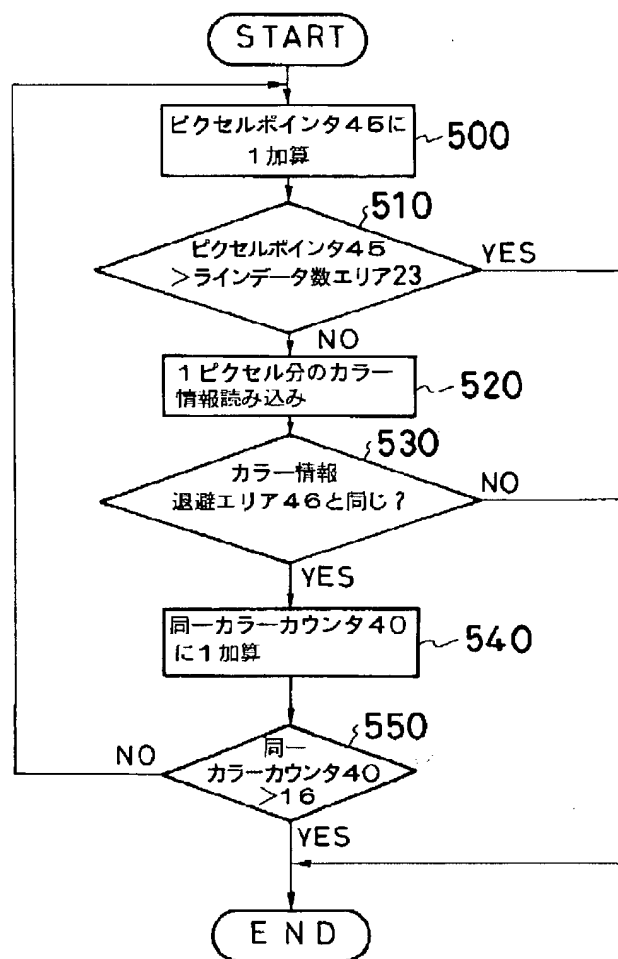 START
ピクセルポインタ45に
1加算
500
510
ピクセルポインタ45
>ラインデータ数エリア23
YES
NO
1ピクセル分のカラー
情報読み込み
520
530
カラー情報
退避エリア46と同じ?
NO
YES
同一カラーカウンタ40
に1加算
540
550
NO
同一
カラーカウンタ40
>16
YES
END